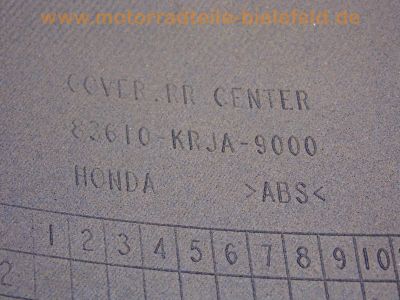 www.motorradteile-bielefeld.de
COVER.RR CENTER
83610-KRJA-9000
HONDA >ABS<
1 2 3 4 5 6 7 8 9 10
2